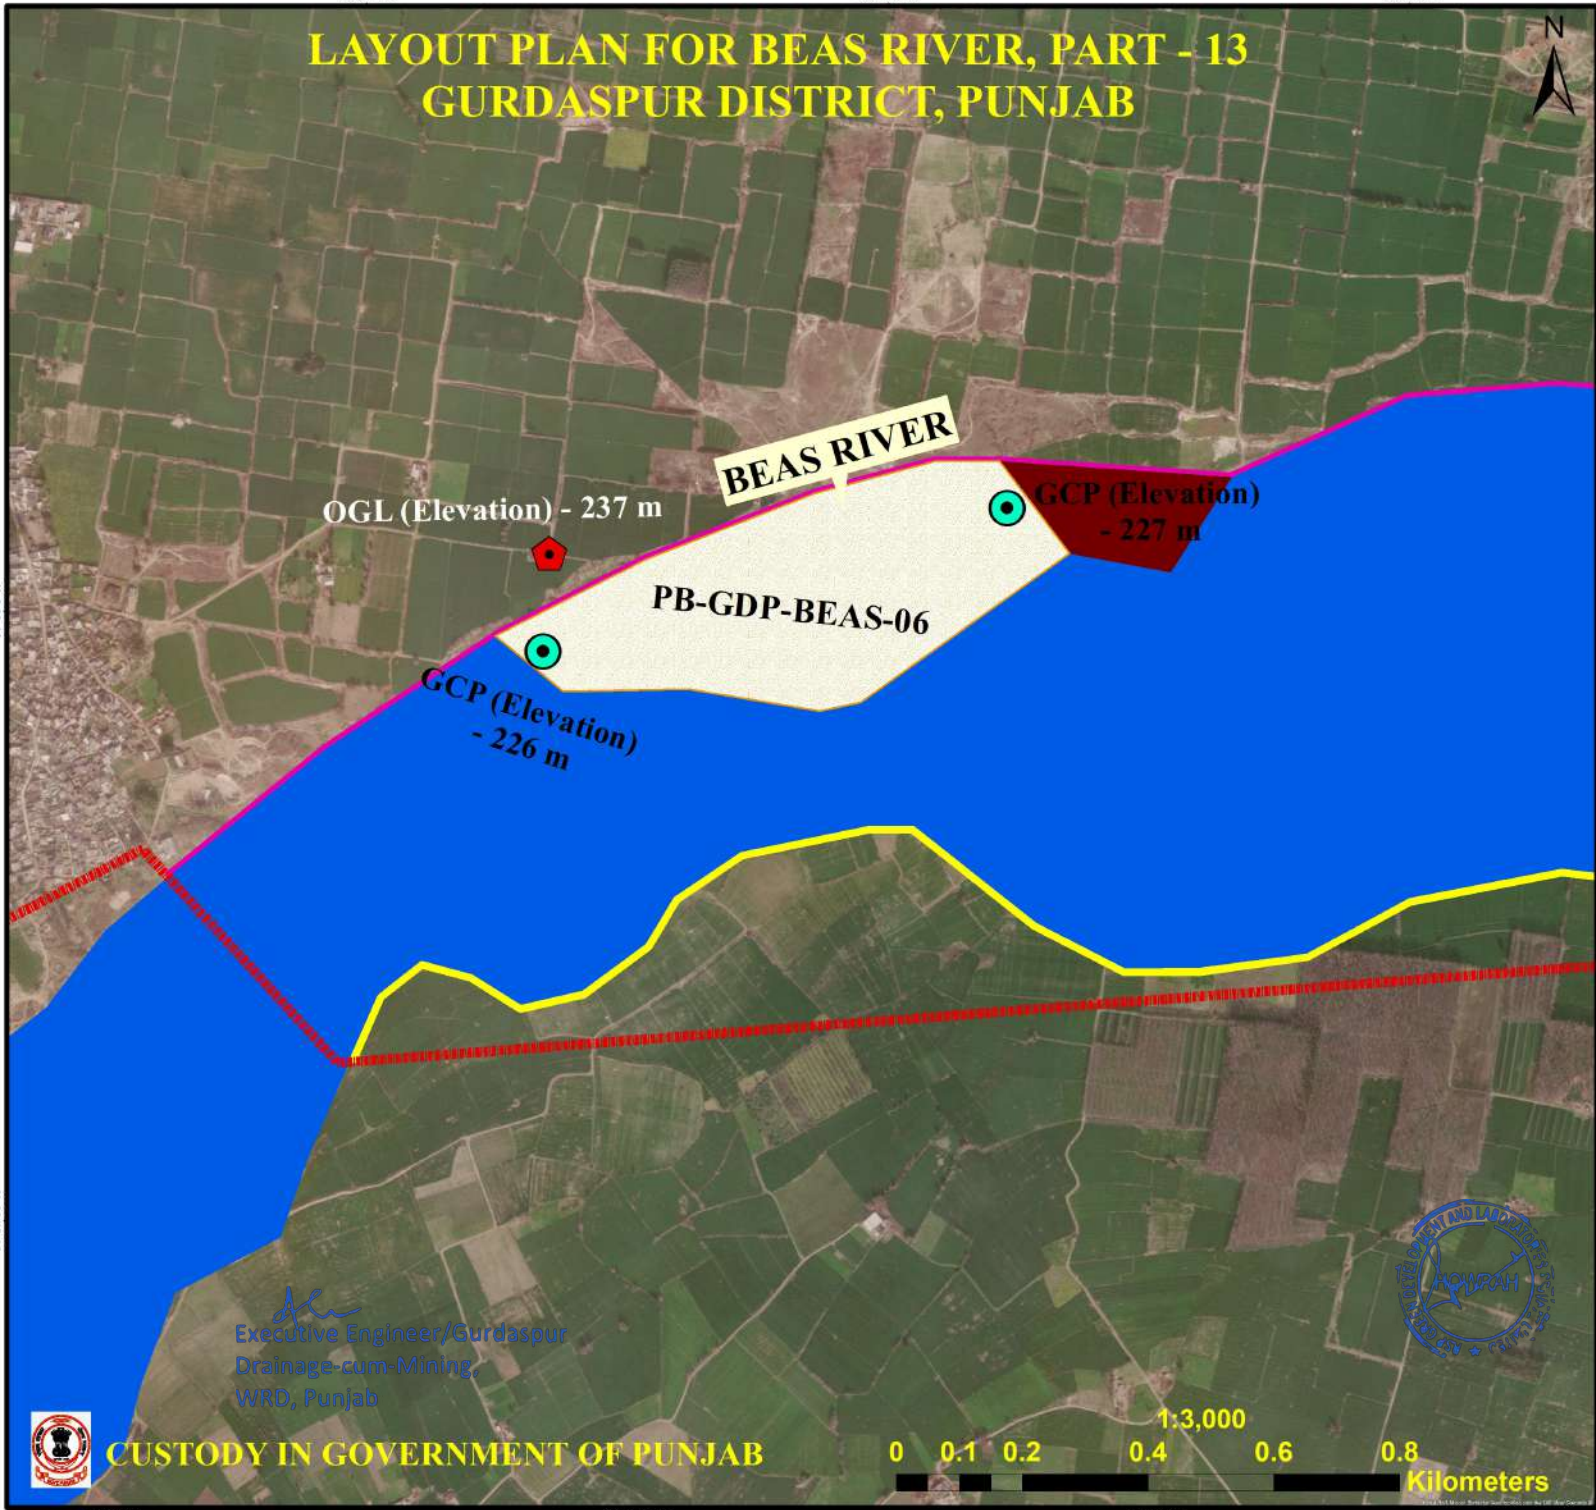 LAYOUT PLAN FOR BEAS RIVER, PART - 13
GURDASPUR DISTRICT, PUNJAB
N
BEAS RIVER
OGL (Elevation) - 237 m
GCP (Elevation)
- 227 m
PB-GDP-BEAS-06
GCP (Elevation)
- 226 m
Executive Engineer/Gurdaspur
Drainage-cum-Mining,
WRD, Punjab
HOWRAH
CUSTODY IN GOVERNMENT OF PUNJAB
1:3,000
0 0.1 0.2 0.4 0.6 0.8
Kilometers